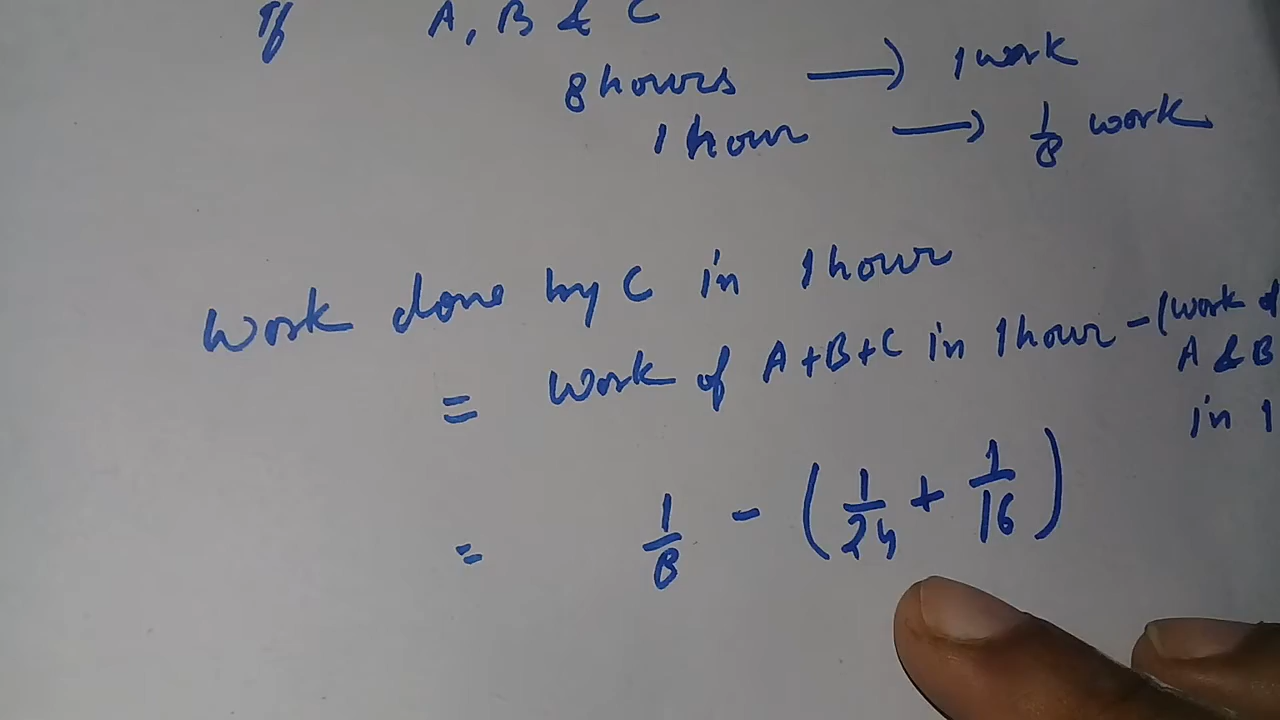 If A, B & C
8 hours → 1 work
1 hour → 1/8 work
Work done by C in 1 hour
= Work of A+B+C in 1 hour - (work of
A & B
in 1
= 1/8 - (1/24 + 1/16)